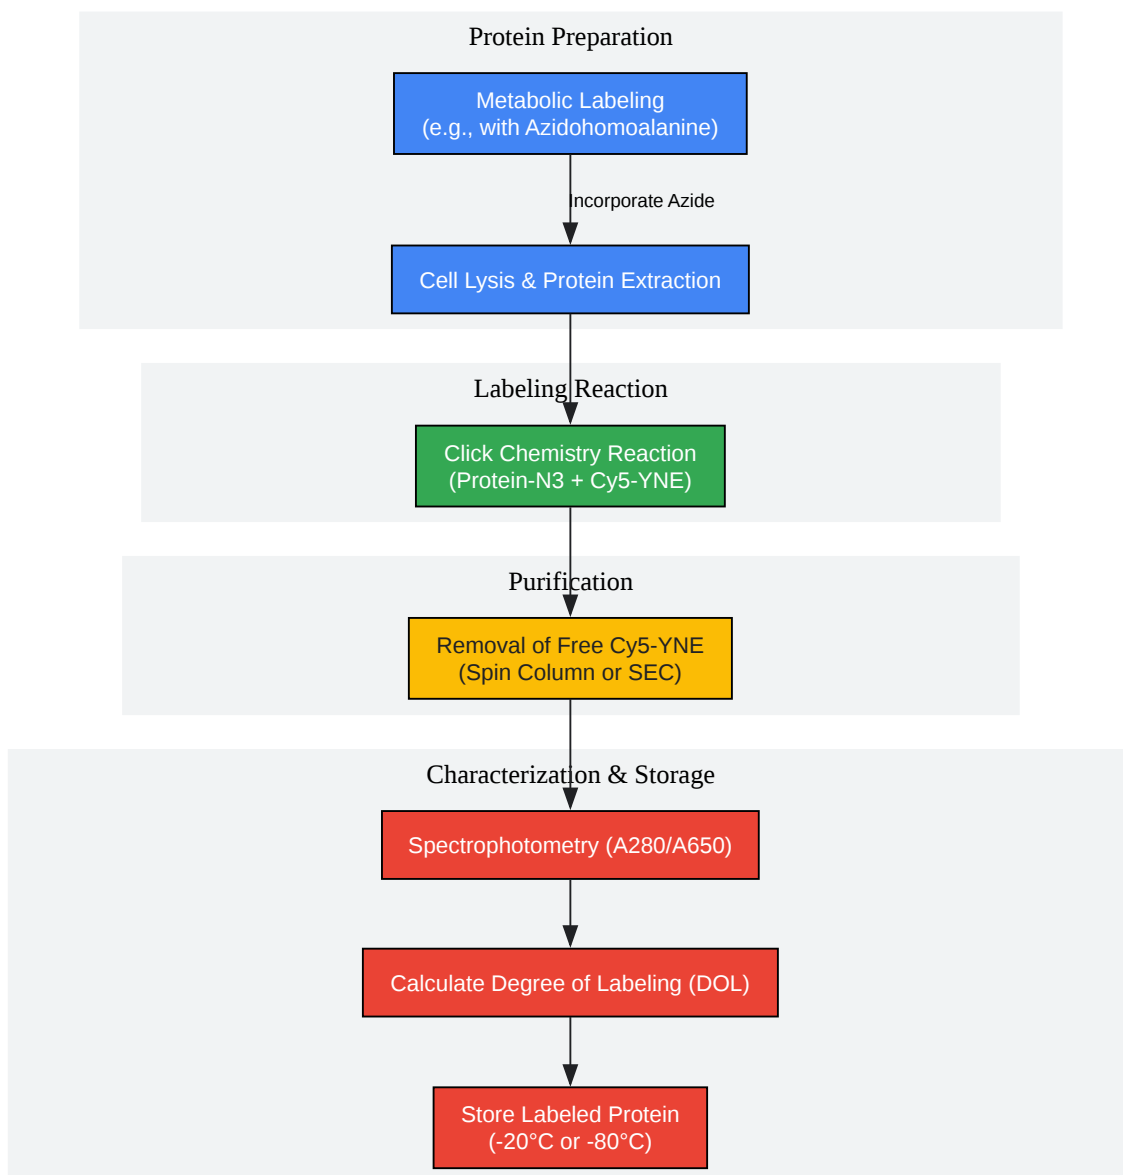 Protein Preparation
Metabolic Labeling
(e.g., with Azidohomoalanine)
Incorporate Azide
Cell Lysis & Protein Extraction
Labeling Reaction
Click Chemistry Reaction
(Protein-N3 + Cy5-YNE)
Purification
Removal of Free Cy5-YNE
(Spin Column or SEC)
Characterization & Storage
Spectrophotometry (A280/A650)
Calculate Degree of Labeling (DOL)
Store Labeled Protein
(-20°C or -80°C)